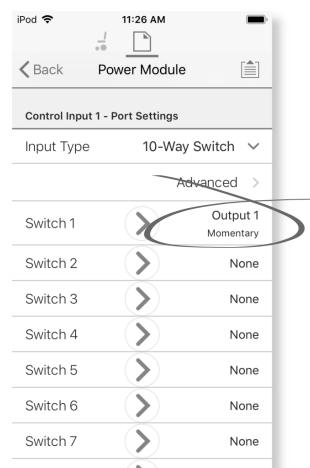 iPod 11:26 AM
Back Power Module
Control Input 1 - Port Settings
Input Type 10-Way Switch
Advanced
Switch 1 Output 1
Momentary
Switch 2 None
Switch 3 None
Switch 4 None
Switch 5 None
Switch 6 None
Switch 7 None